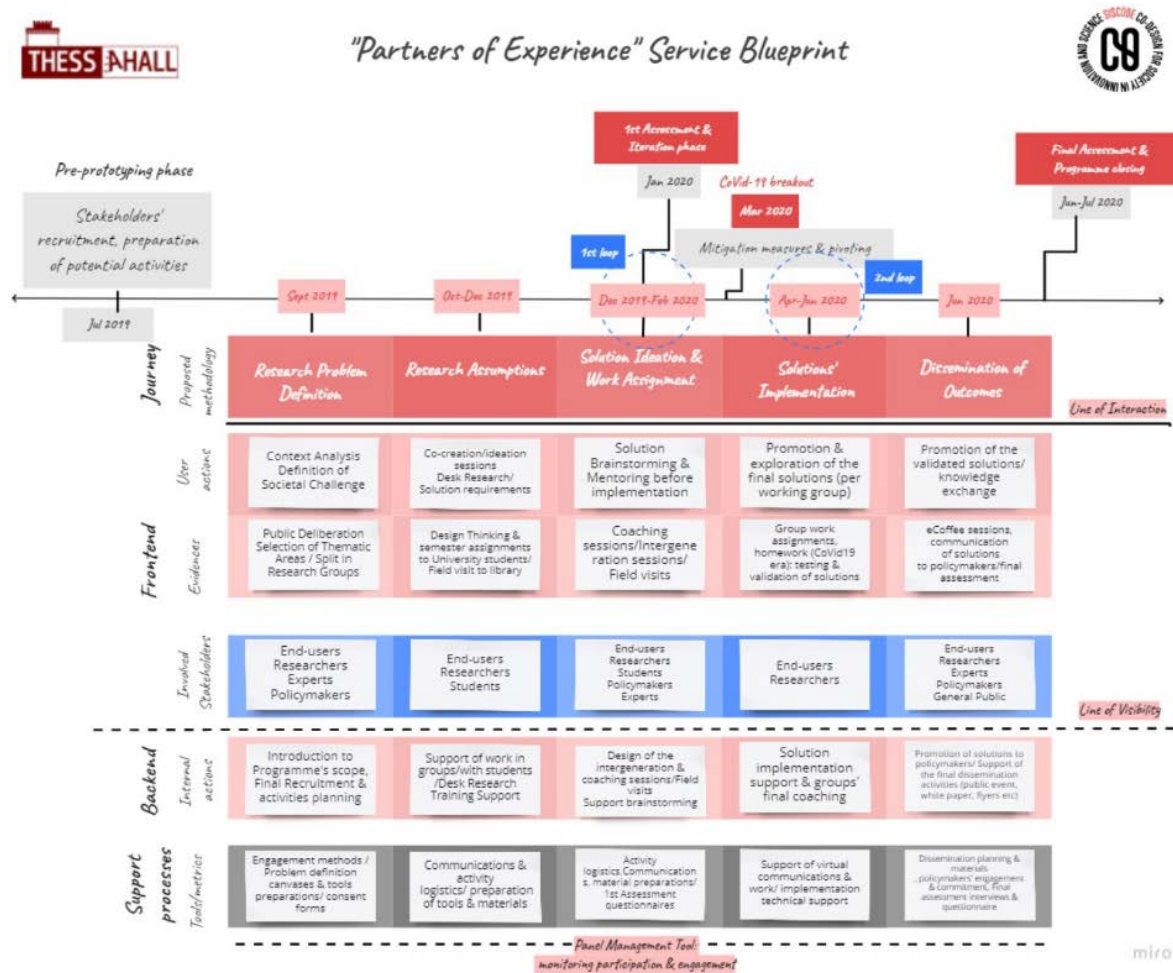 THESS AHALL
"Partners of Experience" Service Blueprint
SISCODE CO-DESIGN FOR SOCIETY IN INNOVATION AND SCIENCE
Pre-prototyping phase
Stakeholders'
recruitment, preparation
of potential activities
Jul 2019
1st Assessment &
Iteration phase
Jan 2020
CoVid-19 breakout
Mar 2020
Mitigation measures & pivoting
Final Assessment &
Programme closing
Jun-Jul 2020
1st loop
2nd loop
Sept 2019
Oct-Dec 2019
Dec 2019-Feb 2020
Apr-Jun 2020
Jun 2020
Journey
Proposed
methodology
Research Problem
Definition
Research Assumptions
Solution Ideation &
Work Assignment
Solutions'
Implementation
Dissemination of
Outcomes
Line of Interaction
Frontend
User
actions
Context Analysis
Definition of
Societal Challenge
Co-creation/ideation
sessions
Desk Research/
Solution requirements
Solution
Brainstorming &
Mentoring before
implementation
Promotion &
exploration of the
final solutions (per
working group)
Promotion of the
validated solutions/
knowledge
exchange
Evidences
Public Deliberation
Selection of Thematic
Areas / Split in
Research Groups
Design Thinking &
semester assignments
to University students/
Field visit to library
Coaching
sessions/Intergene
ration sessions/
Field visits
Group work
assignments,
homework (CoVid19
era): testing &
validation of solutions
eCoffee sessions,
communication
of solutions
to policymakers/final
assessment
Involved
Stakeholders
End-users
Researchers
Experts
Policymakers
End-users
Researchers
Students
End-users
Researchers
Students
Policymakers
Experts
End-users
Researchers
End-users
Researchers
Experts
Policymakers
General Public
Line of Visibility
Backend
Internal
actions
Introduction to
Programme's scope,
Final Recruitment &
activities planning
Support of work in
groups/with students
/Desk Research
Training Support
Design of the
intergeneration &
coaching sessions/Field
visits
Support brainstorming
Solution
implementation
support & groups'
final coaching
Promotion of solutions to
policymakers/ Support of
the final dissemination
activities (public event,
white paper, flyers etc)
Support
processes
Tools/metrics
Engagement methods /
Problem definition
canvases & tools
preparations/ consent
forms
Communications &
activity
logistics/ preparation
of tools & materials
Activity
logistics,Communication
s, material preparations/
1st Assessment
questionnaires
Support of virtual
communications &
work/ implementation
technical support
Dissemination planning &
materials
,policymakers' engagement
& commitment, Final
assessment interviews &
questionnaire
Panel Management Tool:
monitoring participation & engagement
miro